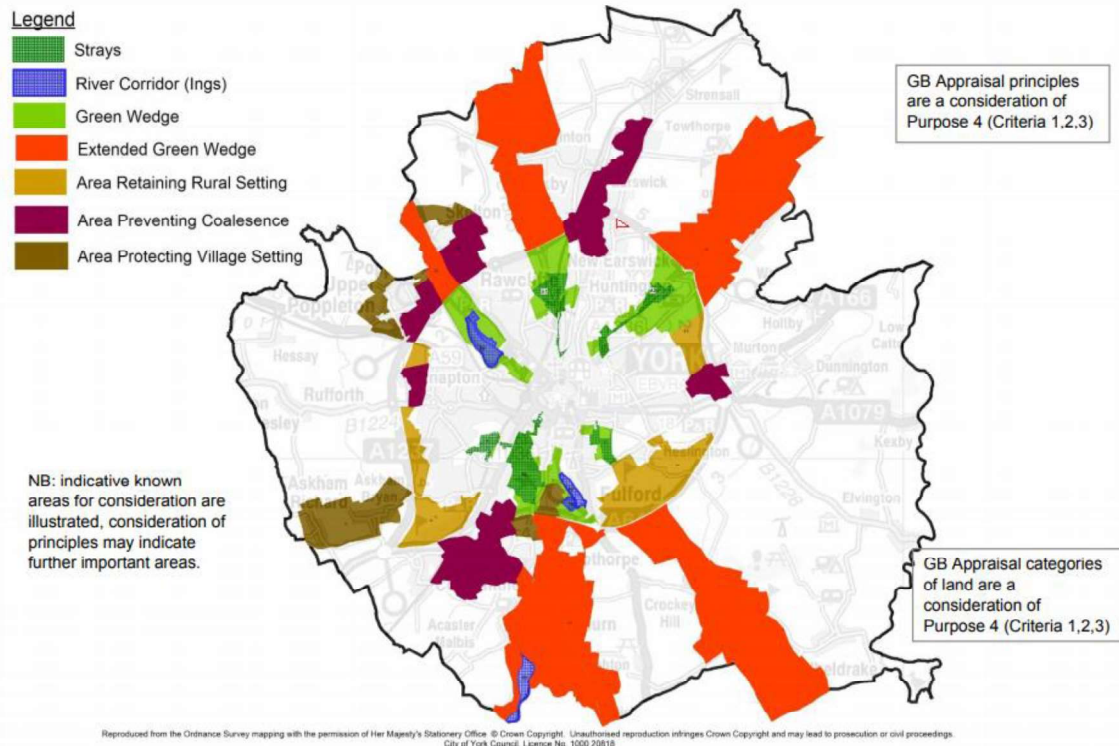 Legend
Strays
River Corridor (Ings)
Green Wedge
Extended Green Wedge
Area Retaining Rural Setting
Area Preventing Coalesence
Area Protecting Village Setting
GB Appraisal principles
are a consideration of
Purpose 4 (Criteria 1,2,3)
Strensall
Towthorpe
Skelton
New Earswick
Huntin
Rawcl
Upper
Poppleton
Hessay
Rufforth
A59
YORK
A166
Holtby
Murton
Dunnington
A1079
Kexby
B1224
B1228
Elvington
Heslington
Fulford
Askham
Askham
Bryan
Richard
NB: indicative known
areas for consideration are
illustrated, consideration of
principles may indicate
further important areas.
Acaster
Malbis
Crockey
Hill
GB Appraisal categories
of land are a
consideration of
Purpose 4 (Criteria 1,2,3)
Reproduced from the Ordnance Survey mapping with the permission of Her Majesty's Stationery Office © Crown Copyright. Unauthorised reproduction infringes Crown Copyright and may lead to prosecution or civil proceedings.
City of York Council, Licence No. 1000 20818